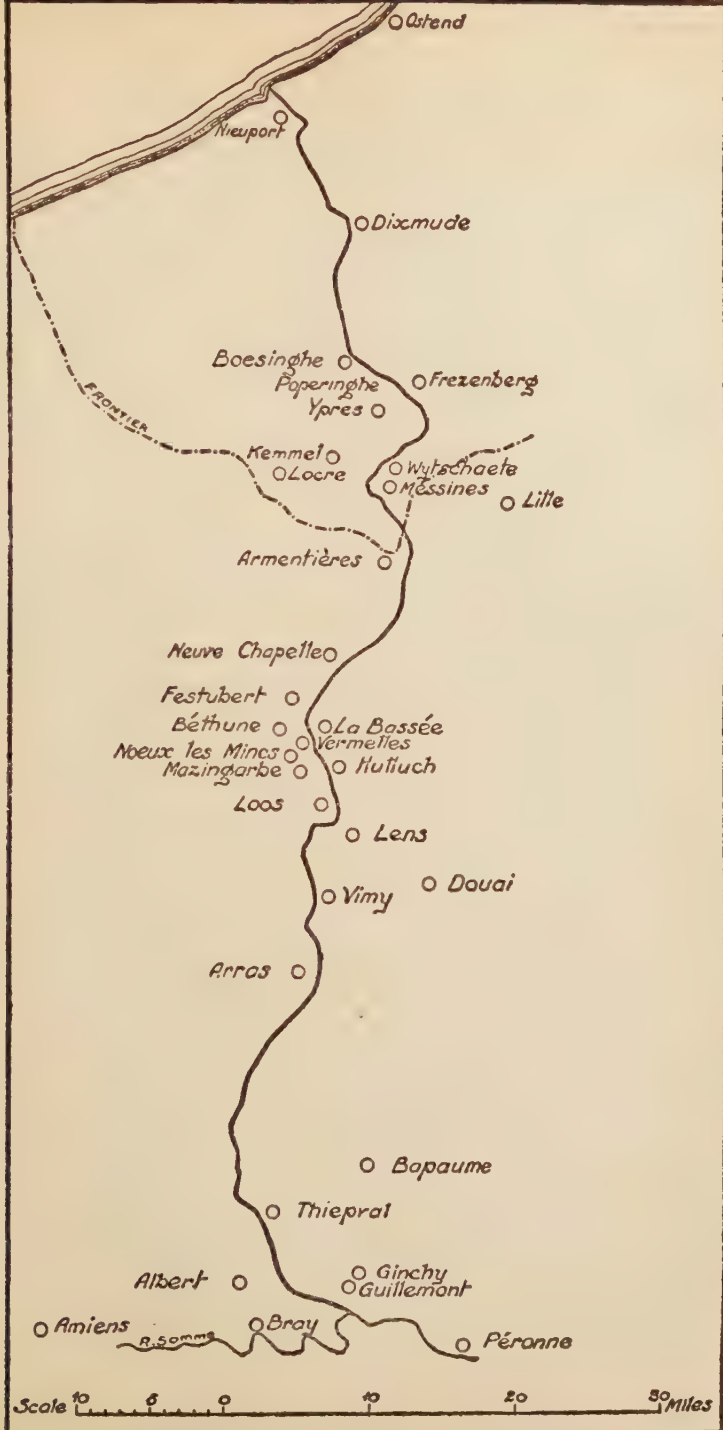 Ostend
Nieuport
Dixmude
Boesinghe
Poperinghe
Frezenberg
Ypres
FRONTIER
Kemmel
Wytschaete
Locre
Messines
Lille
Armentières
Neuve Chapelle
Festubert
Béthune
La Bassée
Vermelles
Noeux les Mines
Mazingarbe
Hulluch
Loos
Lens
Douai
Vimy
Arras
Bapaume
Thiepval
Ginchy
Albert
Guillemont
Amiens
Bray
R. Somme
Péronne
Scale 10 5 0 10 20 30 Miles